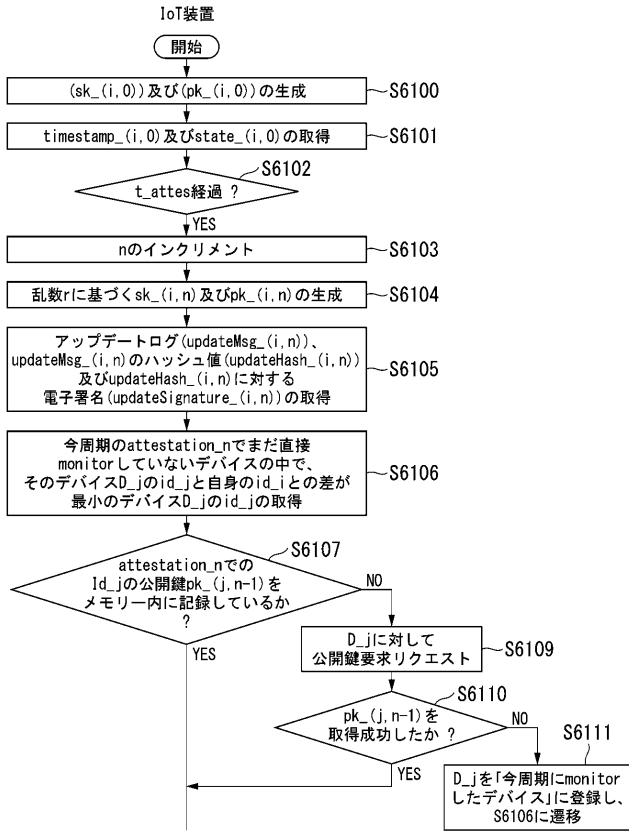 IoT装置
開始
(sk_(i,0))及び(pk_(i,0))の生成
S6100
timestamp_(i,0)及びstate_(i,0)の取得
S6101
S6102
t_attes経過 ?
YES
nのインクリメント
S6103
乱数rに基づくsk_(i,n)及びpk_(i,n)の生成
S6104
アップデートログ(updateMsg_(i,n))、
updateMsg_(i,n)のハッシュ値(updateHash_(i,n))
及びupdateHash_(i,n)に対する
電子署名(updateSignature_(i,n))の取得
S6105
今周期のattestation_nでまだ直接
monitorしていないデバイスの中で、
そのデバイスD_jのid_jと自身のid_iとの差が
最小のデバイスD_jのid_jの取得
S6106
S6107
attestation_nでの
Id_jの公開鍵pk_(j,n-1)を
メモリー内に記録しているか
?
NO
YES
D_jに対して
公開鍵要求リクエスト
S6109
S6110
pk_(j,n-1)を
取得成功したか ?
NO
YES
S6111
D_jを「今周期にmonitor
したデバイス」に登録し、
S6106に遷移